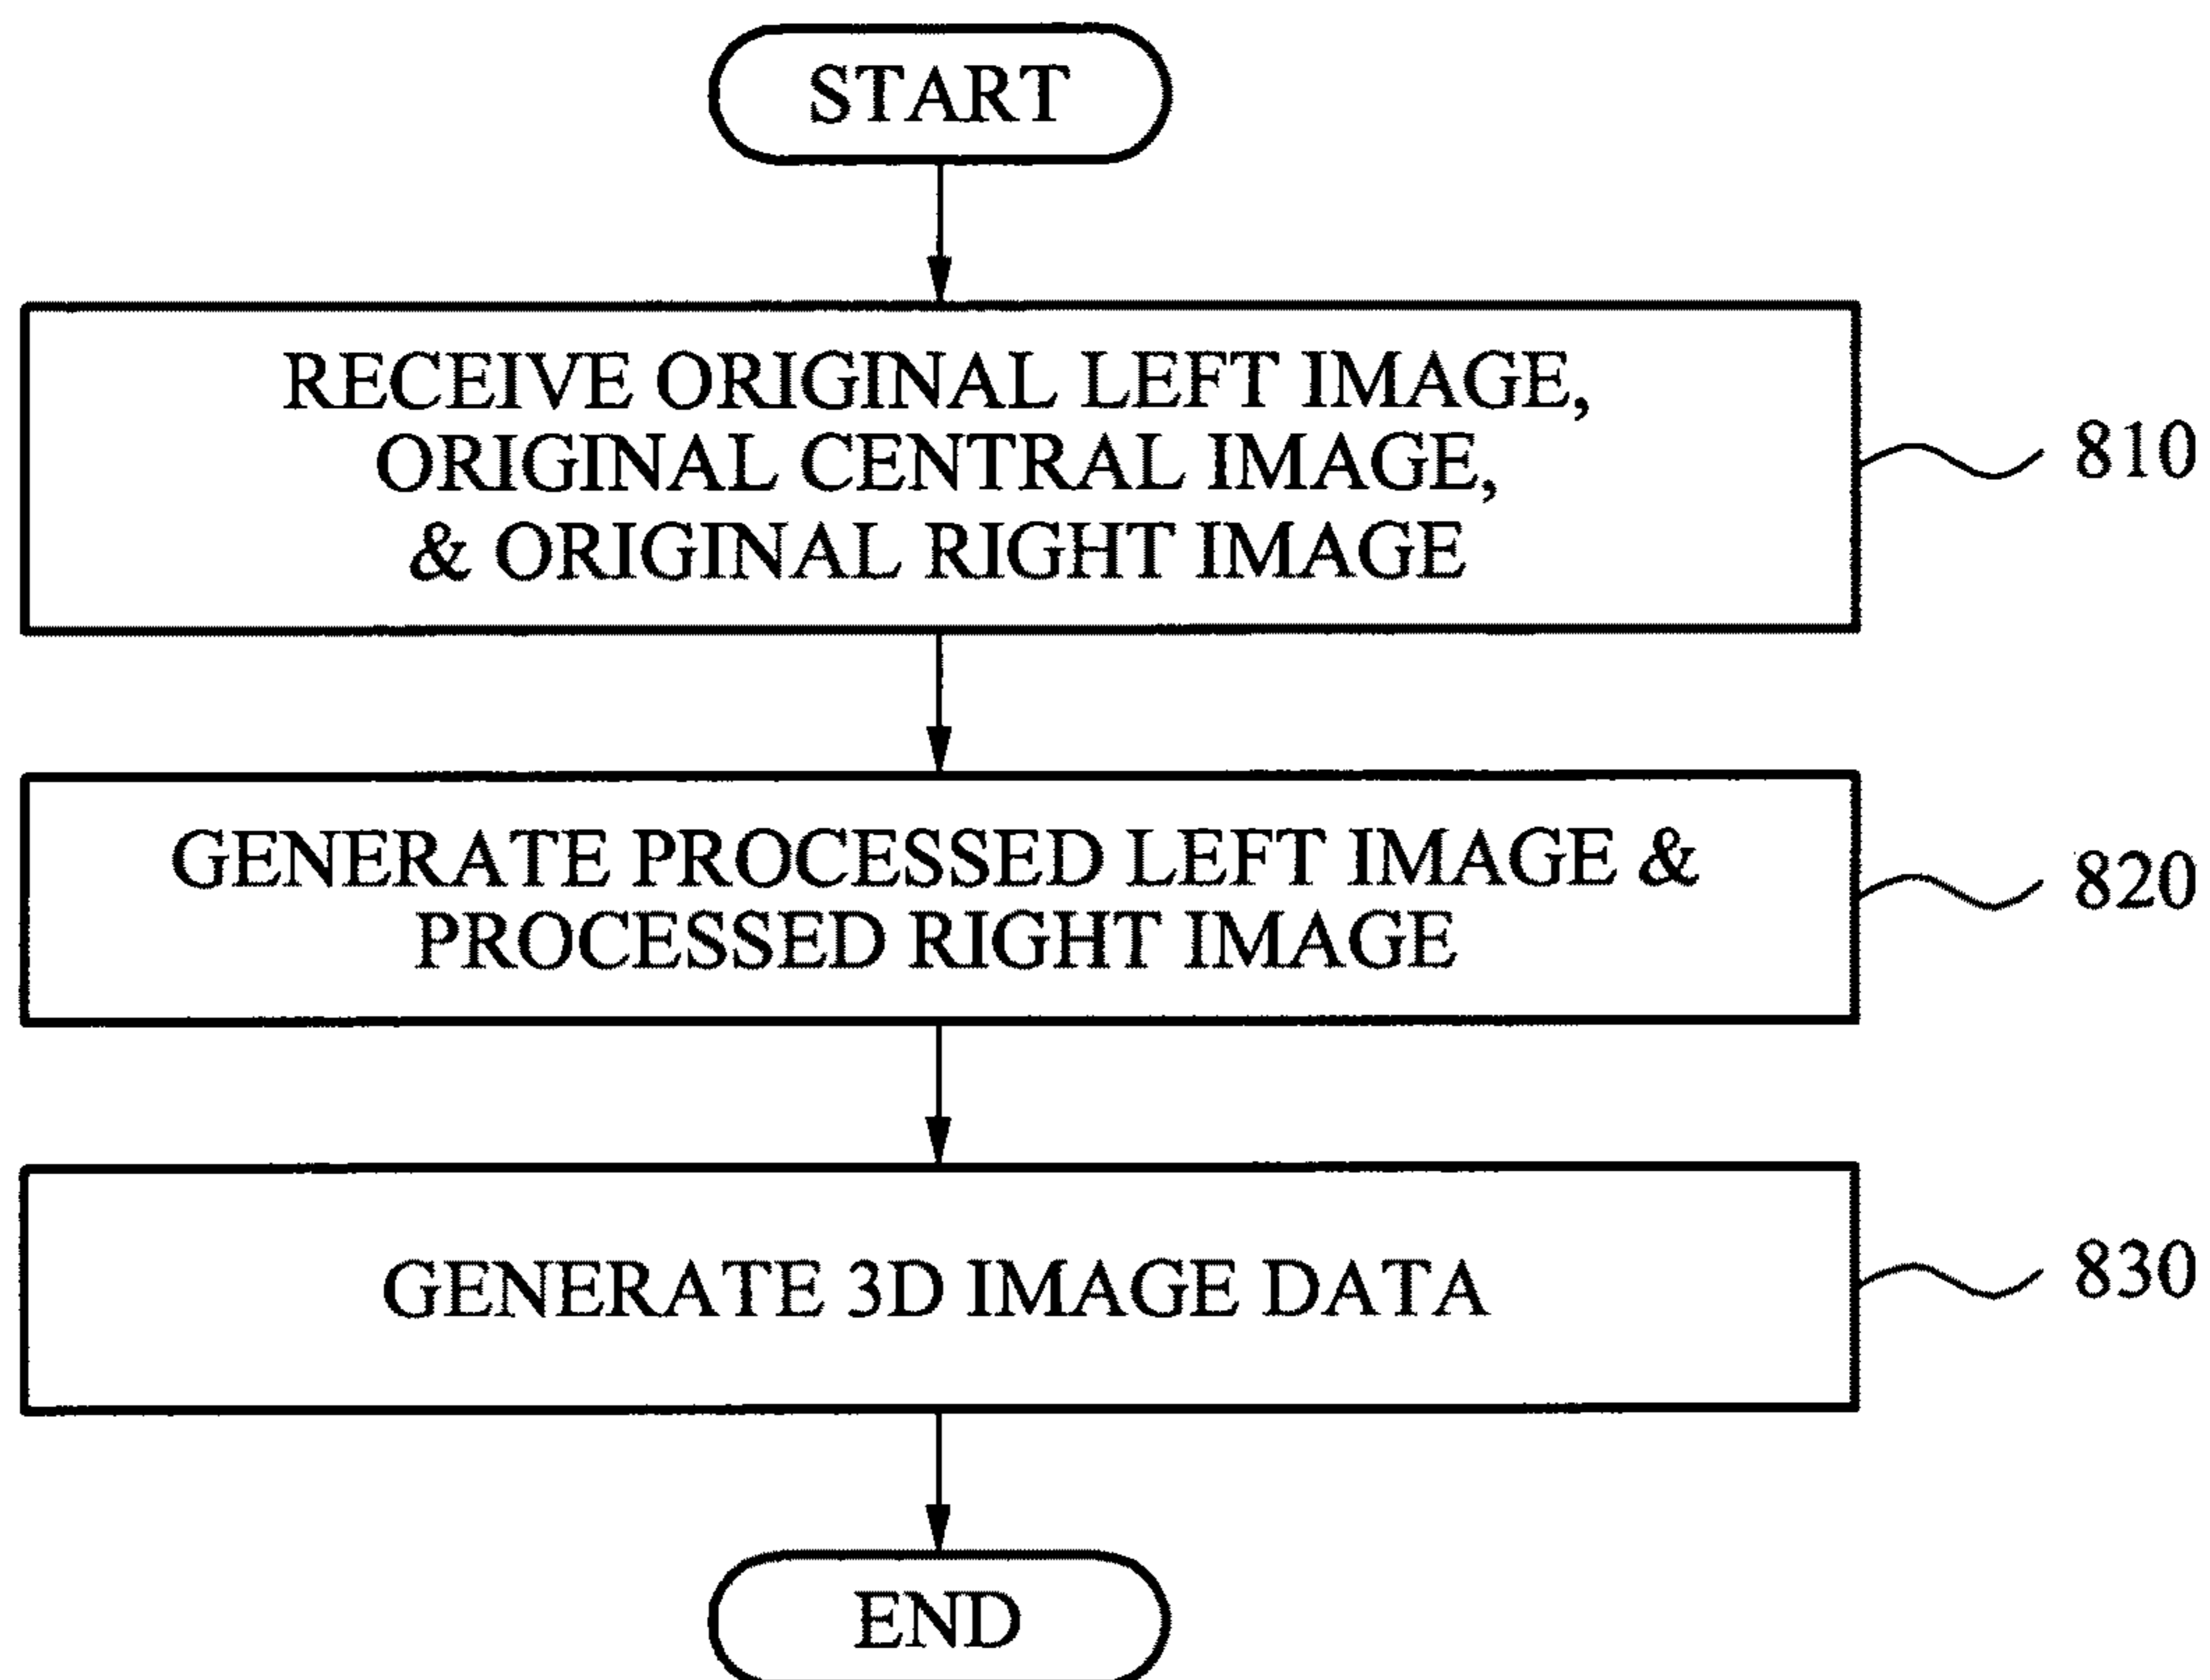 START
RECEIVE ORIGINAL LEFT IMAGE,
ORIGINAL CENTRAL IMAGE,
& ORIGINAL RIGHT IMAGE
810
GENERATE PROCESSED LEFT IMAGE &
PROCESSED RIGHT IMAGE
820
GENERATE 3D IMAGE DATA
830
END